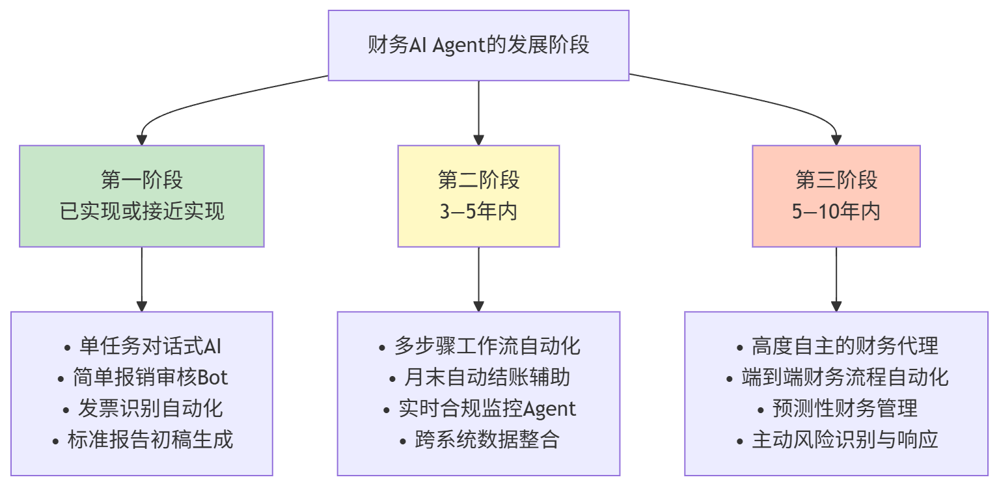 财务AI Agent的发展阶段
第一阶段
已实现或接近实现
第二阶段
3—5年内
第三阶段
5—10年内
• 单任务对话式AI
• 简单报销审核Bot
• 发票识别自动化
• 标准报告初稿生成
• 多步骤工作流自动化
• 月末自动结账辅助
• 实时合规监控Agent
• 跨系统数据整合
• 高度自主的财务代理
• 端到端财务流程自动化
• 预测性财务管理
• 主动风险识别与响应